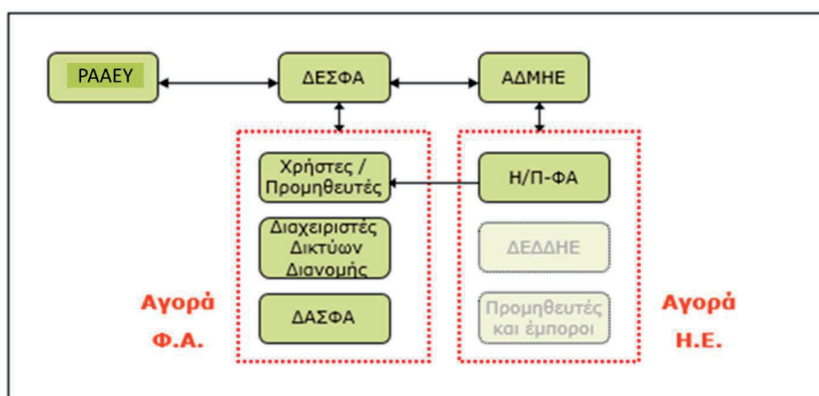 ΡΑΑΕΥ
ΔΕΣΦΑ
ΑΔΜΗΕ
Χρήστες /
Προμηθευτές
Η/Π-ΦΑ
Διαχειριστές
Δικτύων
Διανομής
ΔΕΔΔΗΕ
ΔΑΣΦΑ
Προμηθευτές
και έμποροι
Αγορά
Φ.Α.
Αγορά
Η.Ε.